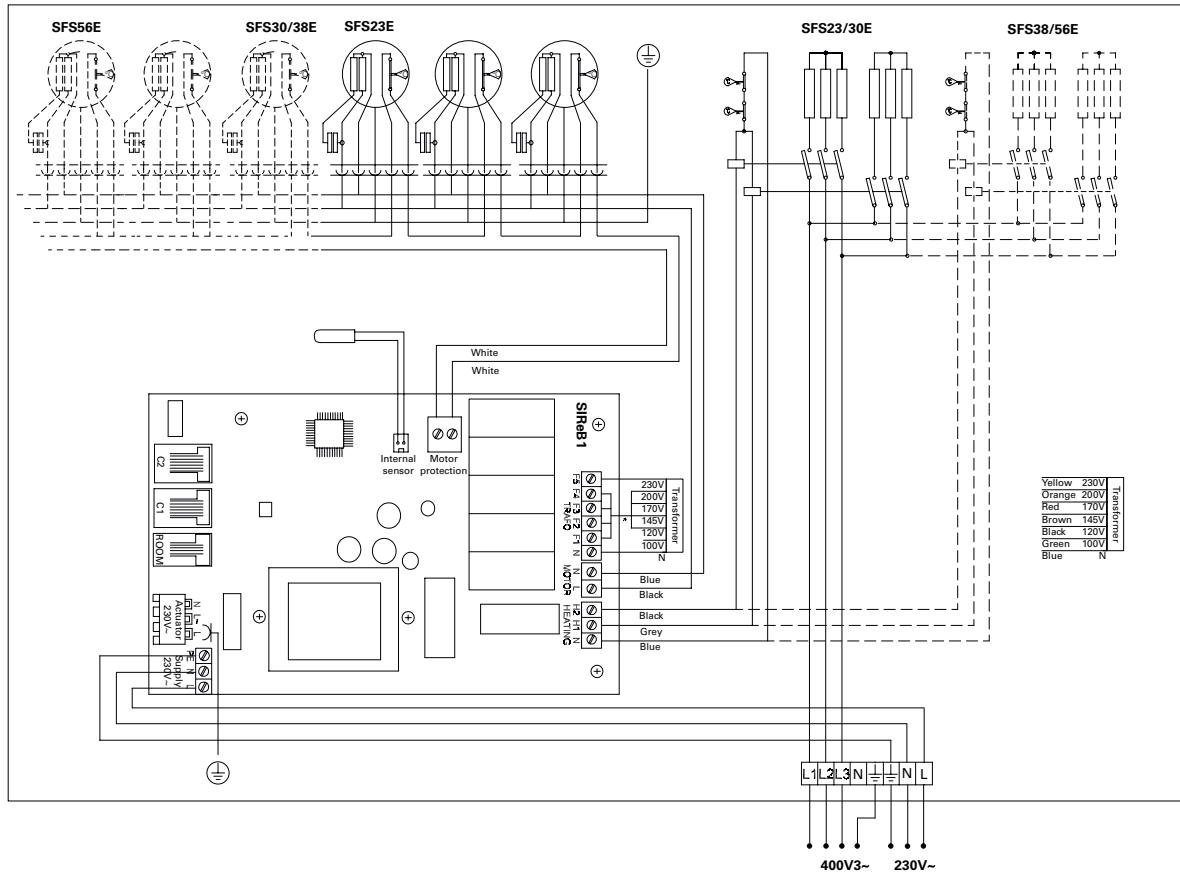 SFS56E
SFS30/38E
SFS23E
SFS23/30E
SFS38/56E
White
White
SIReB1
Internal
sensor
Motor
protection
C2
C1
ROOM
Actuator
230V~
N
L~
L
PE
N
L
Supply
230V~
F5
F4
F3
F2
F1
N
TRAFO
N
L
MOTOR
H2
H1
N
HEATING
230V
200V
170V
145V
120V
100V
N
Transformer
*
Blue
Black
Black
Grey
Blue
Yellow 230V
Orange 200V
Red 170V
Brown 145V
Black 120V
Green 100V
Blue N
Transformer
L1 L2 L3 N N L
400V3~ 230V~